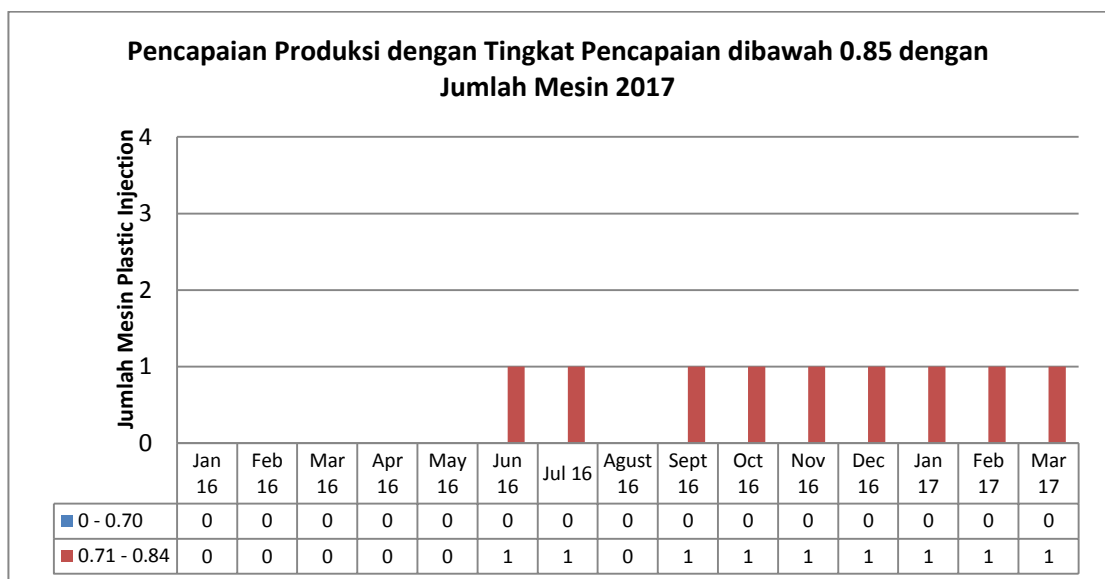 Pencapaian Produksi dengan Tingkat Pencapaian dibawah 0.85 dengan
Jumlah Mesin 2017
Jumlah Mesin Plastic Injection
4
3
2
1
0
Jan 16 Feb 16 Mar 16 Apr 16 May 16 Jun 16 Jul 16 Agust 16 Sept 16 Oct 16 Nov 16 Dec 16 Jan 17 Feb 17 Mar 17
0 - 0.70 0 0 0 0 0 0 0 0 0 0 0 0 0 0 0
0.71 - 0.84 0 0 0 0 0 1 1 0 1 1 1 1 1 1 1